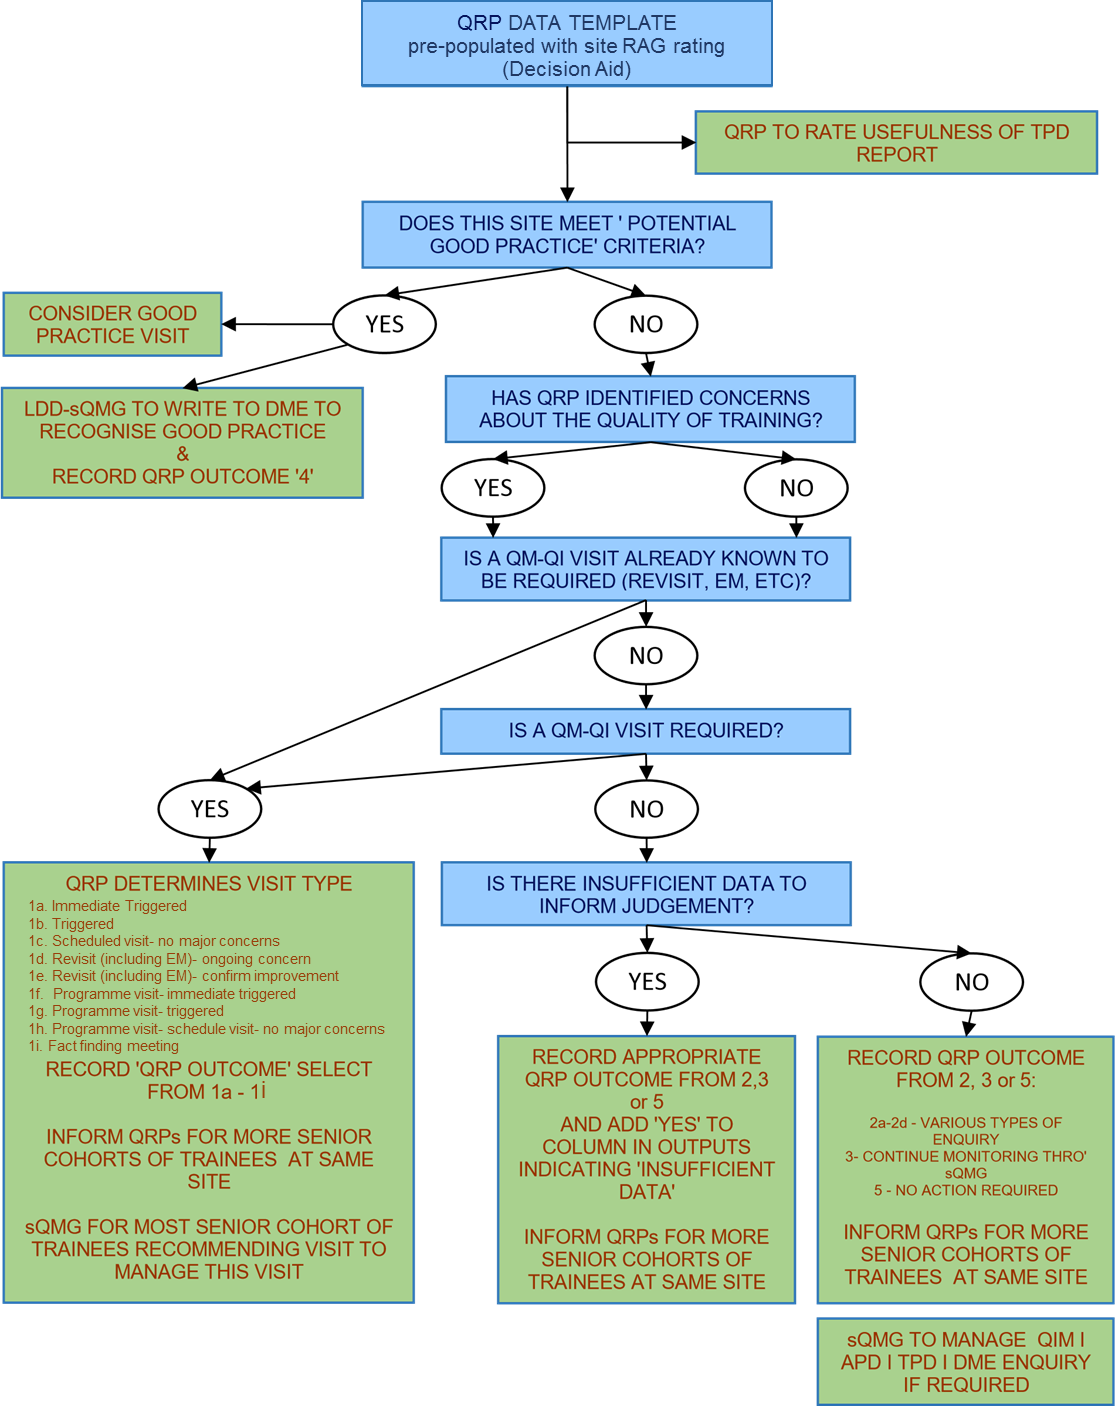 QRP DATA TEMPLATE
pre-populated with site RAG rating
(Decision Aid)
QRP TO RATE USEFULNESS OF TPD
REPORT
DOES THIS SITE MEET ' POTENTIAL
GOOD PRACTICE' CRITERIA?
YES
NO
CONSIDER GOOD
PRACTICE VISIT
LDD-sQMG TO WRITE TO DME TO
RECOGNISE GOOD PRACTICE
&
RECORD QRP OUTCOME '4'
HAS QRP IDENTIFIED CONCERNS
ABOUT THE QUALITY OF TRAINING?
YES
NO
IS A QM-QI VISIT ALREADY KNOWN TO
BE REQUIRED (REVISIT, EM, ETC)?
NO
IS A QM-QI VISIT REQUIRED?
YES
NO
QRP DETERMINES VISIT TYPE
1a. Immediate Triggered
1b. Triggered
1c. Scheduled visit- no major concerns
1d. Revisit (including EM)- ongoing concern
1e. Revisit (including EM)- confirm improvement
1f. Programme visit- immediate triggered
1g. Programme visit- triggered
1h. Programme visit- schedule visit- no major concerns
1i. Fact finding meeting
RECORD 'QRP OUTCOME' SELECT
FROM 1a - 1i
INFORM QRPs FOR MORE SENIOR
COHORTS OF TRAINEES AT SAME
SITE
sQMG FOR MOST SENIOR COHORT OF
TRAINEES RECOMMENDING VISIT TO
MANAGE THIS VISIT
IS THERE INSUFFICIENT DATA TO
INFORM JUDGEMENT?
YES
NO
RECORD APPROPRIATE
QRP OUTCOME FROM 2,3
or 5
AND ADD 'YES' TO
COLUMN IN OUTPUTS
INDICATING 'INSUFFICIENT
DATA'
INFORM QRPs FOR MORE
SENIOR COHORTS OF
TRAINEES AT SAME SITE
RECORD QRP OUTCOME
FROM 2, 3 or 5:
2a-2d - VARIOUS TYPES OF
ENQUIRY
3- CONTINUE MONITORING THRO'
sQMG
5 - NO ACTION REQUIRED
INFORM QRPs FOR MORE
SENIOR COHORTS OF
TRAINEES AT SAME SITE
sQMG TO MANAGE QIM I
APD I TPD I DME ENQUIRY
IF REQUIRED